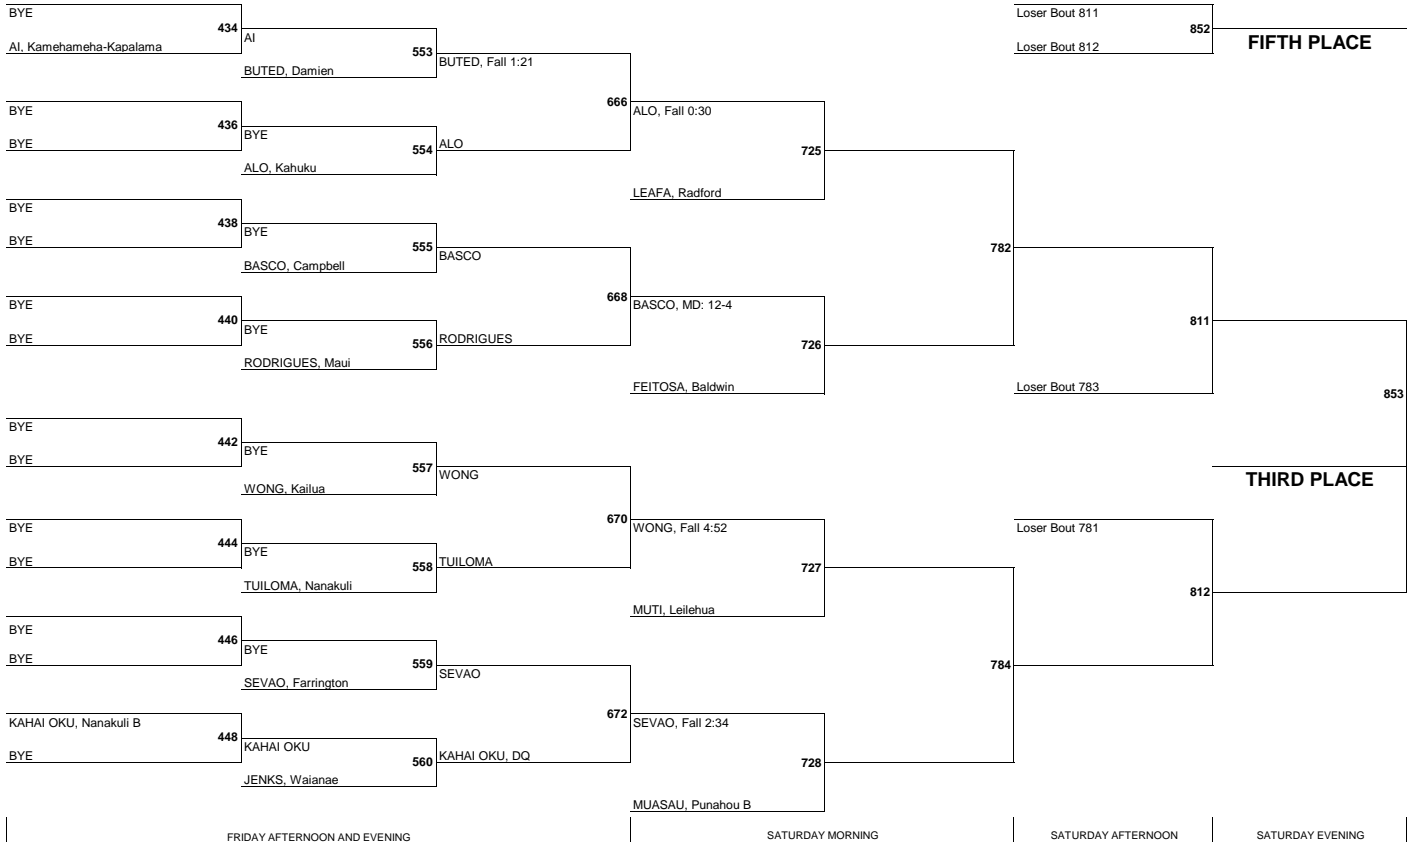 BYE
434
AI, Kamehameha-Kapalama
AI
553
BUTED, Damien
BUTED, Fall 1:21
BYE
436
BYE
BYE
554
ALO, Kahuku
ALO
666
ALO, Fall 0:30
725
LEAFA, Radford
BYE
438
BYE
BYE
555
BASCO, Campbell
BASCO
BYE
440
BYE
BYE
556
RODRIGUES, Maui
RODRIGUES
668
BASCO, MD: 12-4
726
FEITOSA, Baldwin
782
BYE
442
BYE
BYE
557
WONG, Kailua
WONG
BYE
444
BYE
BYE
558
TUILOMA, Nanakuli
TUILOMA
670
WONG, Fall 4:52
727
MUTI, Leilehua
BYE
446
BYE
BYE
559
SEVAO, Farrington
SEVAO
KAHAI OKU, Nanakuli B
448
BYE
KAHAI OKU
560
JENKS, Waianae
KAHAI OKU, DQ
672
SEVAO, Fall 2:34
728
MUASAU, Punahou B
784
Loser Bout 811
852
Loser Bout 812
FIFTH PLACE
811
Loser Bout 783
853
THIRD PLACE
Loser Bout 781
812
FRIDAY AFTERNOON AND EVENING
SATURDAY MORNING
SATURDAY AFTERNOON
SATURDAY EVENING